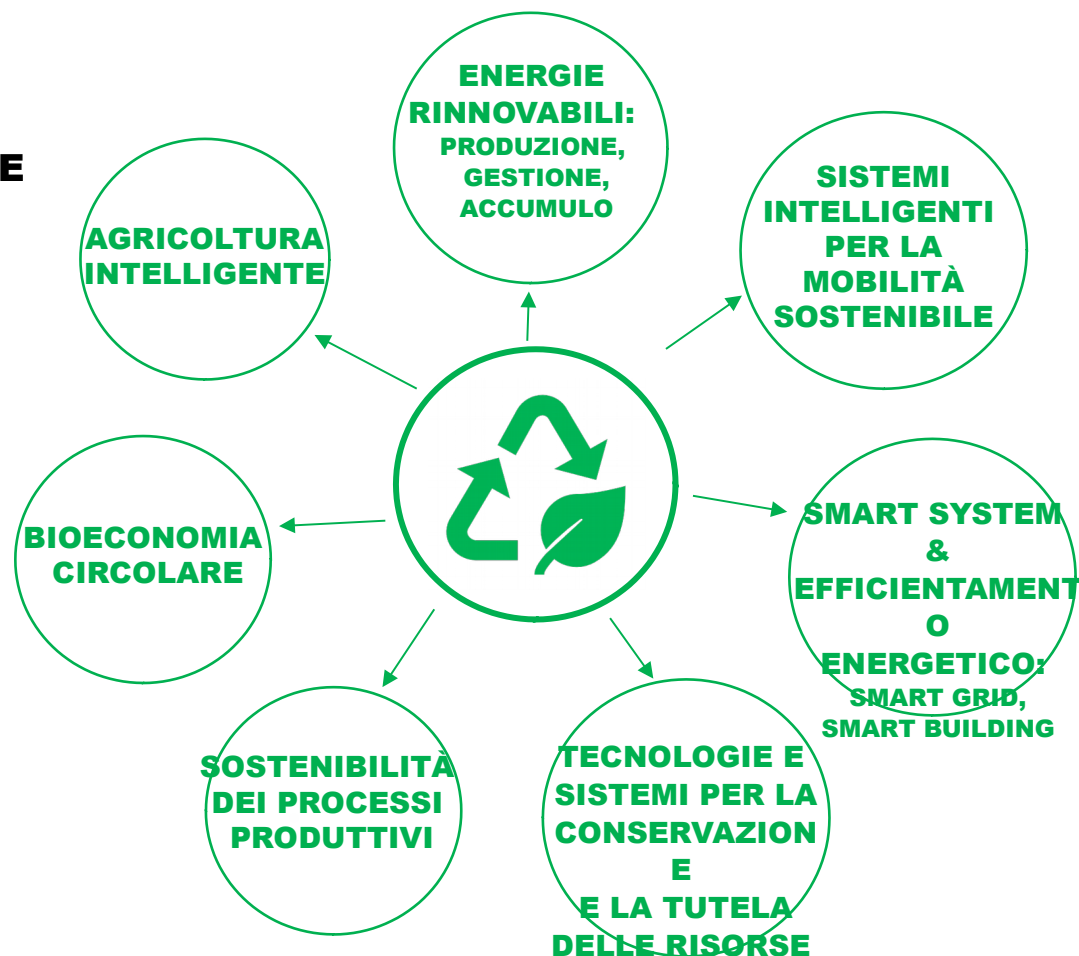 E
ENERGIE
RINNOVABILI:
PRODUZIONE,
GESTIONE,
ACCUMULO
SISTEMI
INTELLIGENTI
PER LA
MOBILITÀ
SOSTENIBILE
AGRICOLTURA
INTELLIGENTE
SMART SYSTEM
&
EFFICIENTAMENT
O
ENERGETICO:
SMART GRID,
SMART BUILDING
BIOECONOMIA
CIRCOLARE
SOSTENIBILITÀ
DEI PROCESSI
PRODUTTIVI
TECNOLOGIE E
SISTEMI PER LA
CONSERVAZION
E
E LA TUTELA
DELLE RISORSE